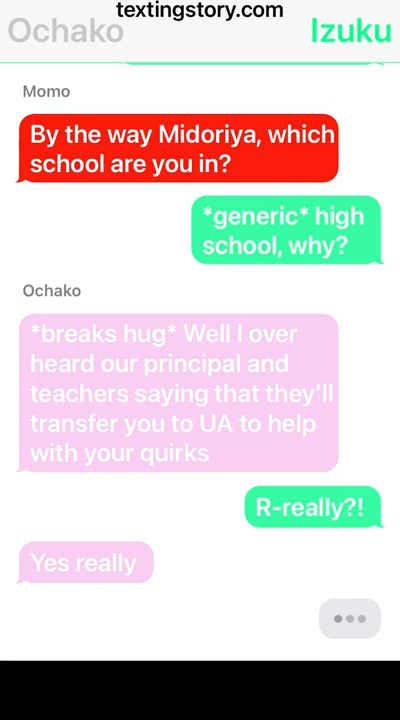 textingstory.com
Ochako
Izuku
Momo
By the way Midoriya, which
school are you in?
*generic* high
school, why?
Ochako
*breaks hug* Well I over
heard our principal and
teachers saying that they’ll
transfer you to UA to help
with your quirks
R-really?!
Yes really